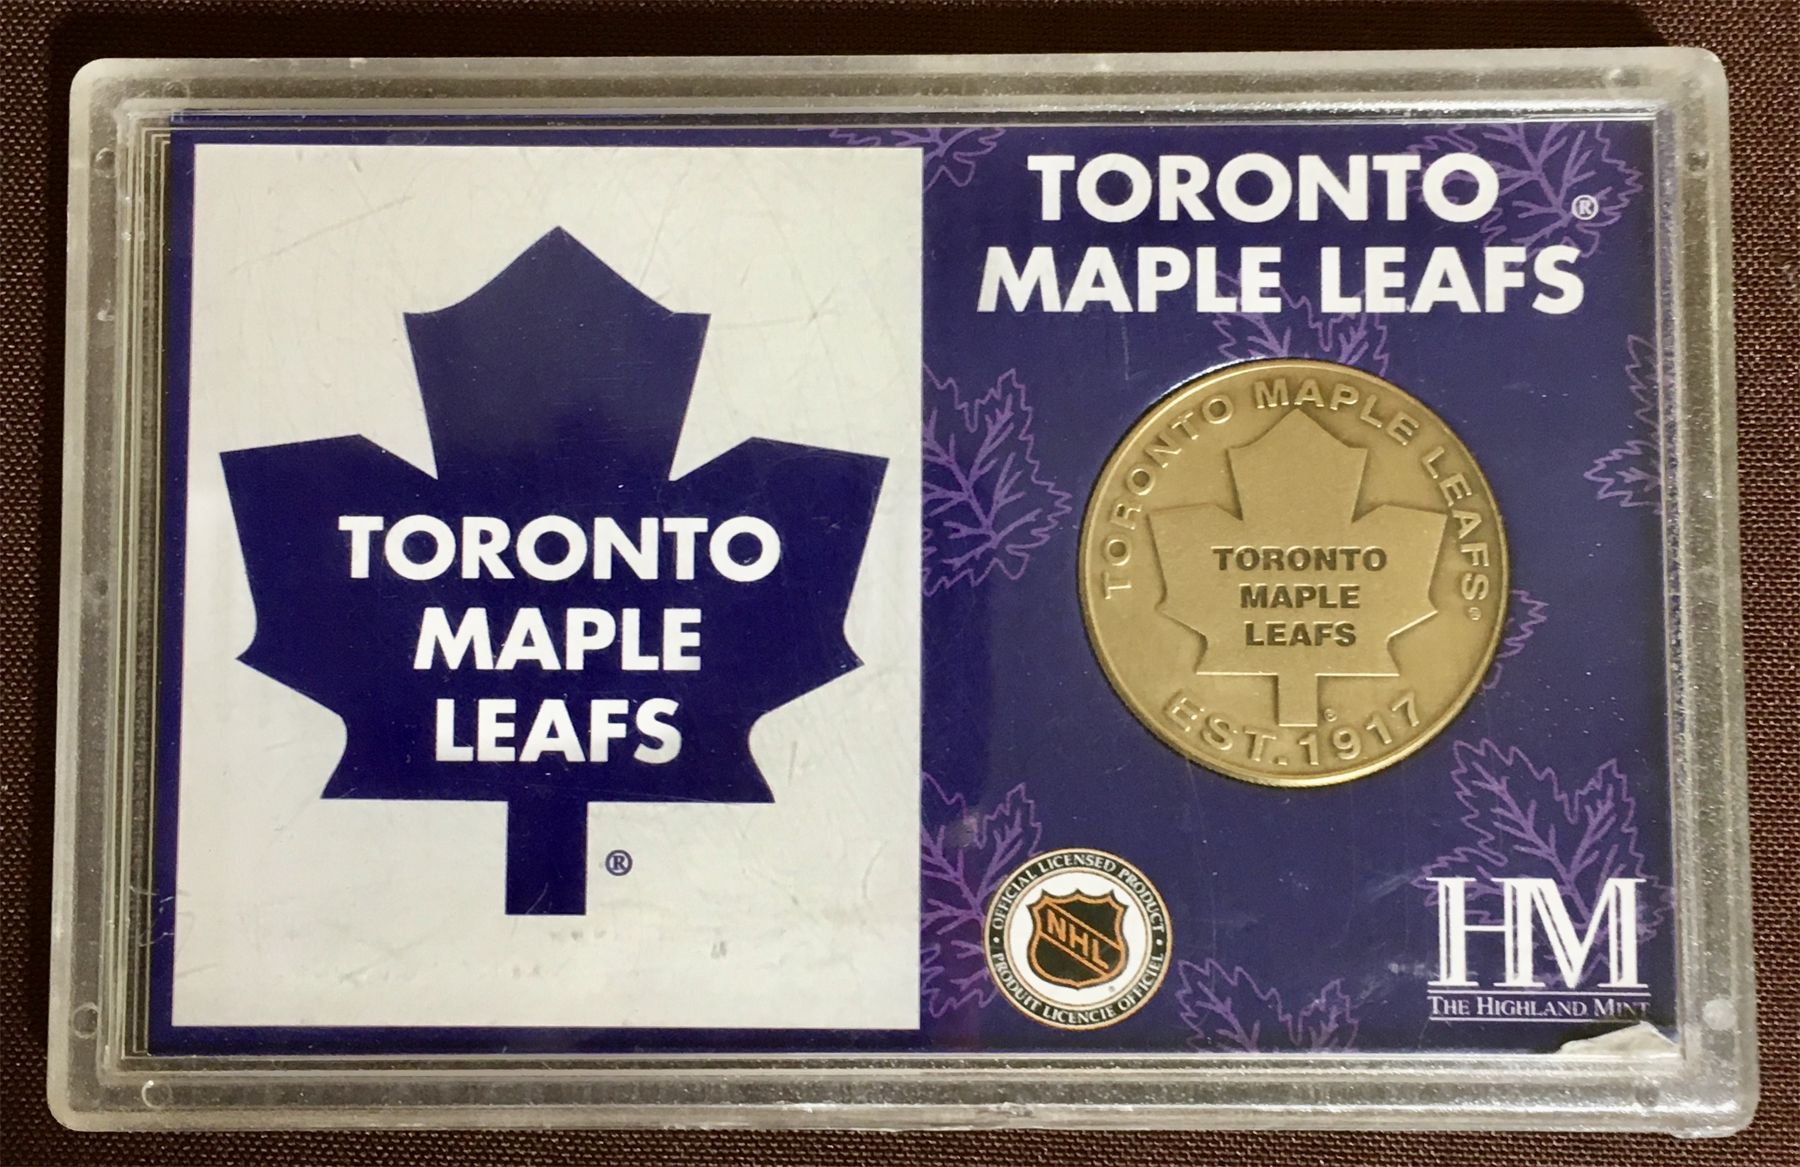 TORONTO ®
MAPLE LEAFS
TORONTO
MAPLE
LEAFS
®
TORONTO MAPLE LEAFS®
TORONTO
MAPLE
LEAFS
®
EST. 1917
OFFICIAL LICENSED PRODUCT
NHL
PRODUIT LICENCIE OFFICIEL
HM
THE HIGHLAND MINT